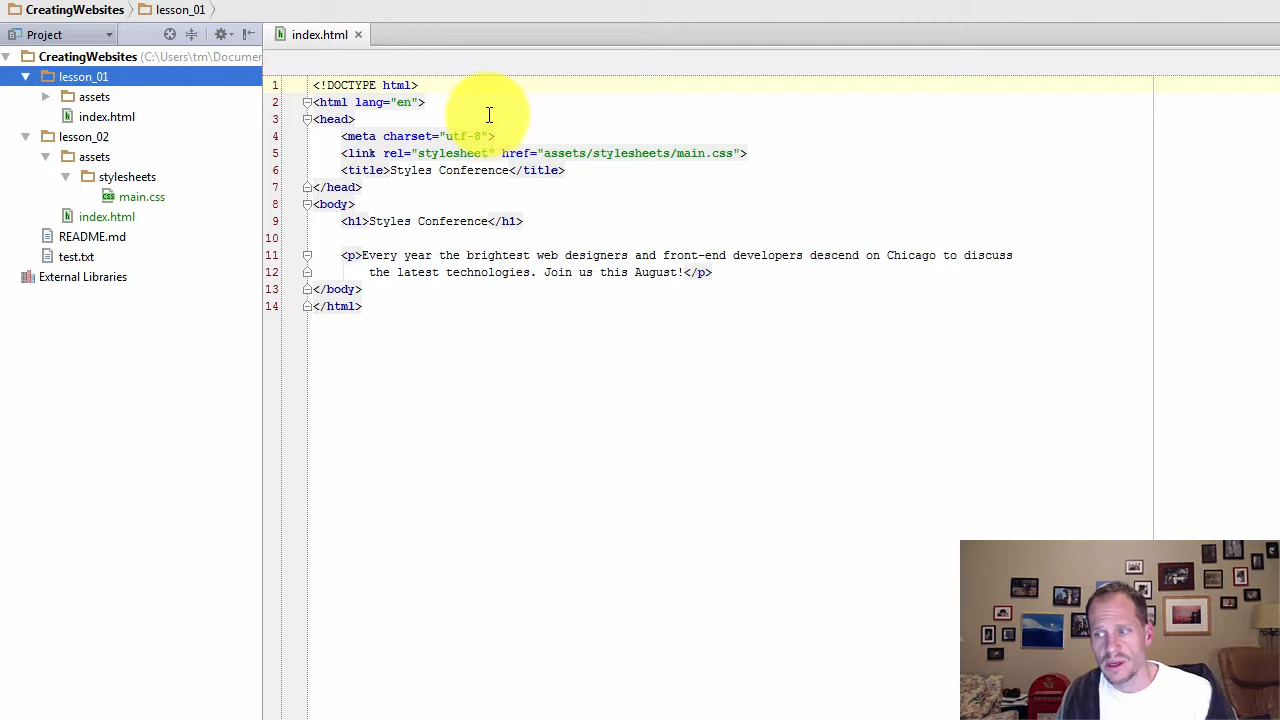 CreatingWebsites lesson_01
Project
index.html
CreatingWebsites (C:\Users\tm\Documer
lesson_01
assets
index.html
lesson_02
assets
stylesheets
main.css
index.html
README.md
test.txt
External Libraries
1 <!DOCTYPE html>
2 <html lang="en">
3 <head>
4 <meta charset="utf-8">
5 <link rel="stylesheet" href="assets/stylesheets/main.css">
6 <title>Styles Conference</title>
7 </head>
8 <body>
9 <h1>Styles Conference</h1>
10
11 <p>Every year the brightest web designers and front-end developers descend on Chicago to discuss
12 the latest technologies. Join us this August!</p>
13 </body>
14 </html>